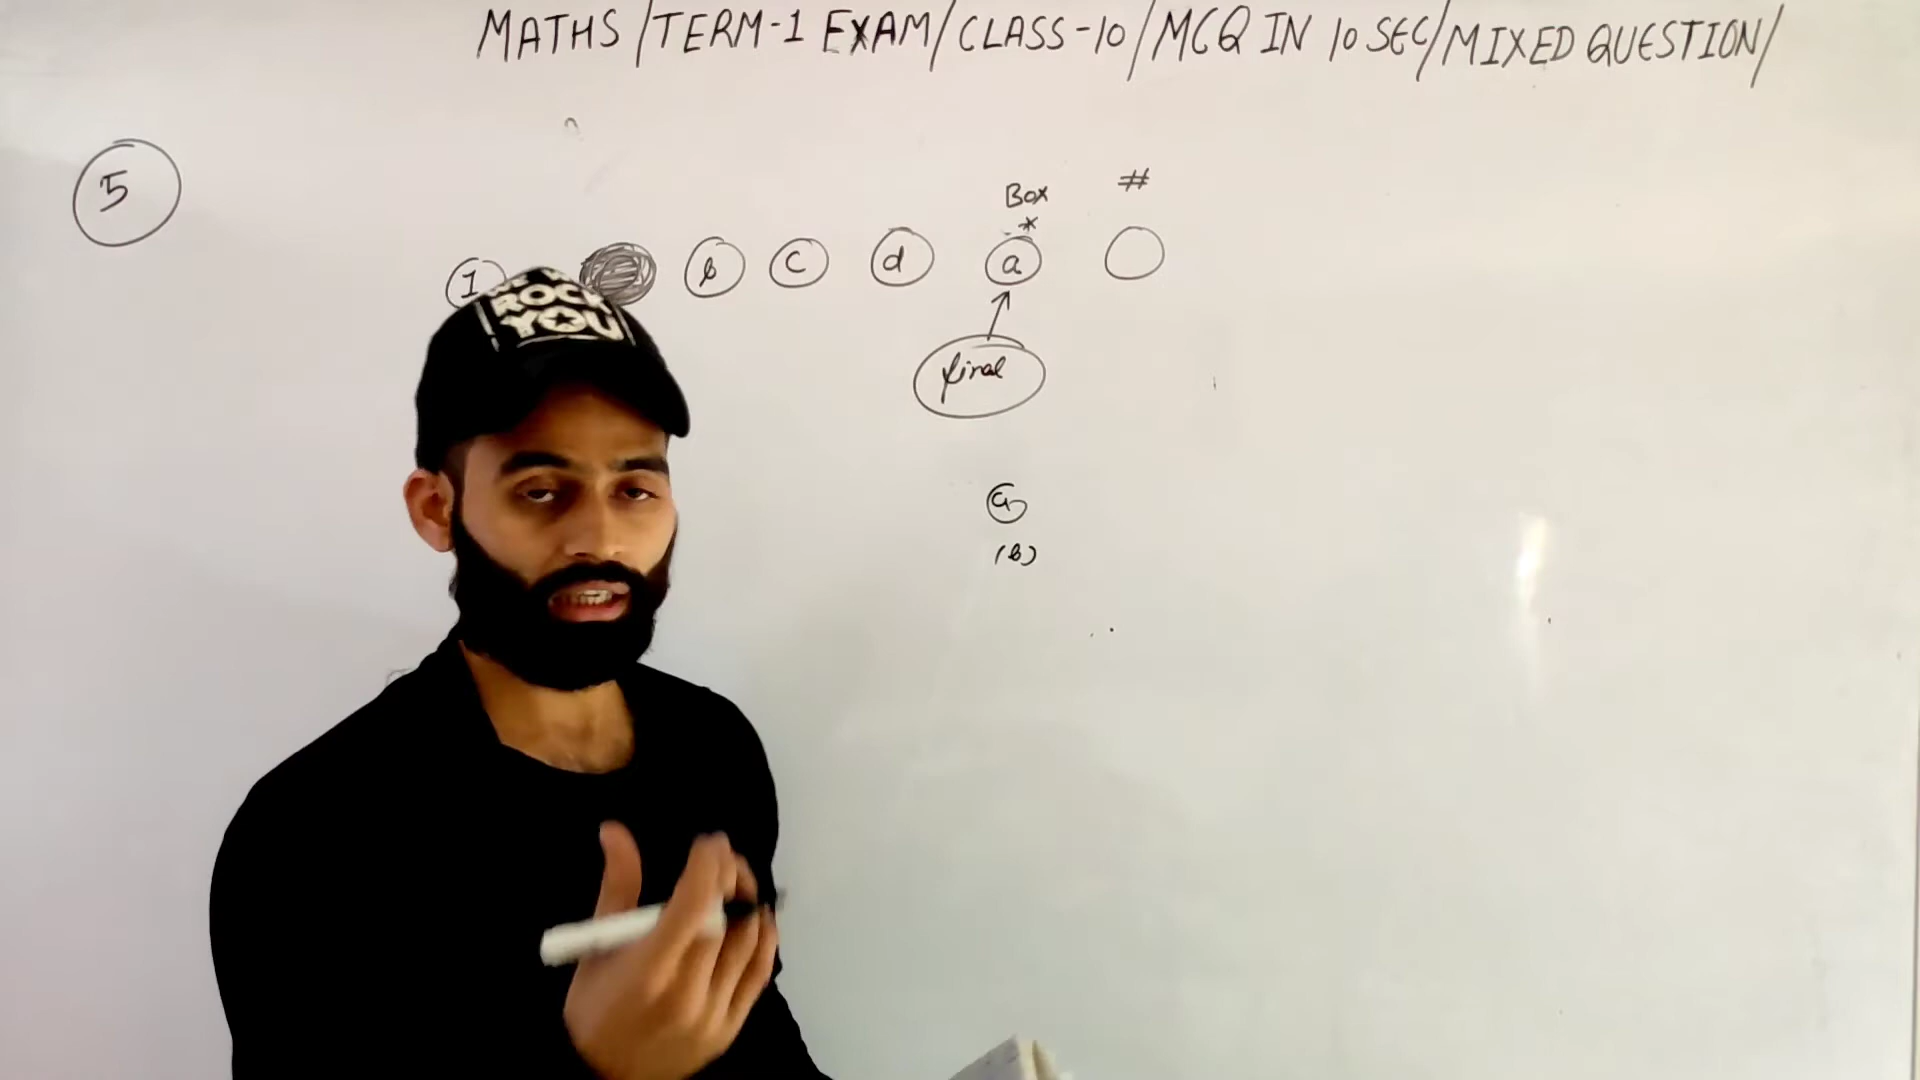 MATHS /TERM-1 EXAM/CLASS-10/MCQ IN 10 SEC/MIXED QUESTION/
5
Box #
*
1 b c d a
ROCK
YOU
final
a
(b)